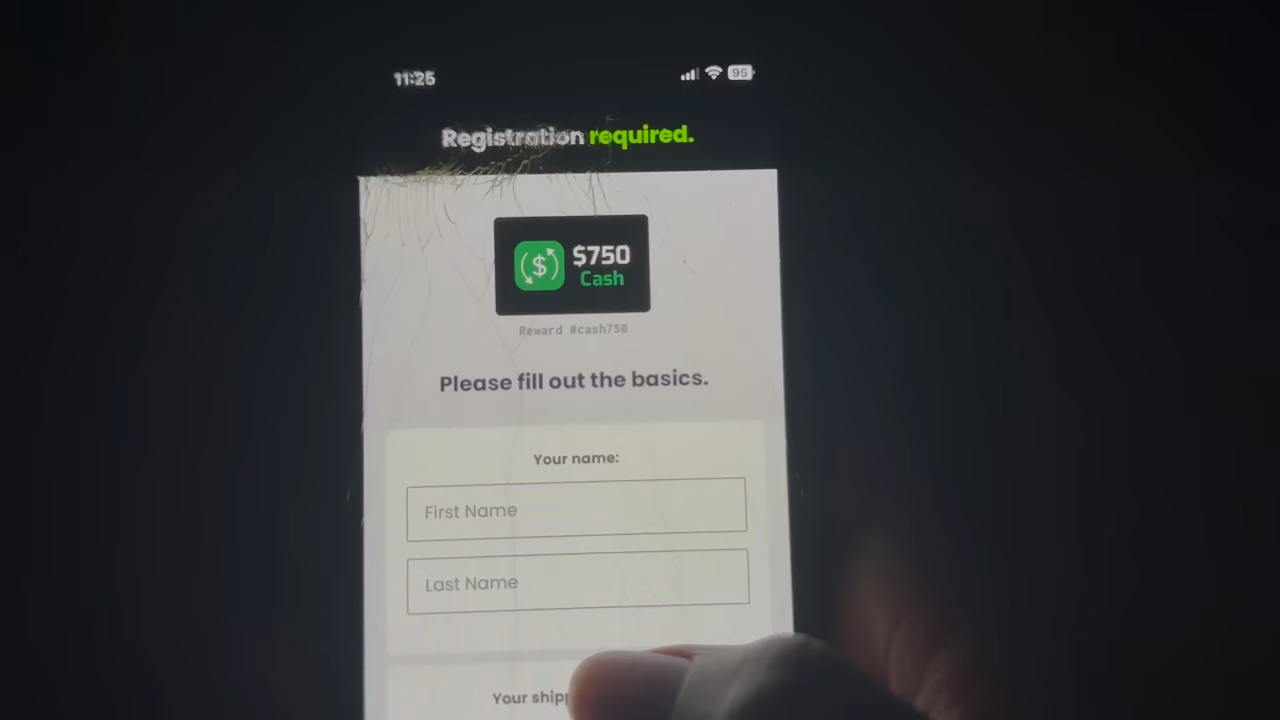 11:25
95
Registration required.
$
$750
Cash
Reward #cash750
Please fill out the basics.
Your name:
First Name
Last Name
Your